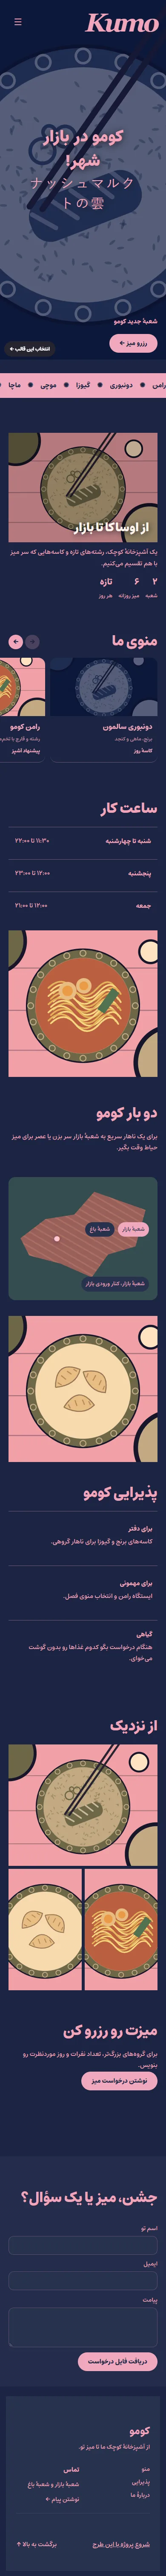 Kumo
کومو در بازار
شهر!
ナッシュマルク
トの雲
شعبهٔ جدید کومو
رزرو میز ←
انتخاب این قالب ←
رامن ◉ دونبوری ◉ گیوزا ◉ موچی ◉ ماچا
از اوساکا تا بازار
یک آشپزخانهٔ کوچک، رشته‌های تازه و کاسه‌هایی که سر میز
با هم تقسیم می‌کنیم.
۲ ۶ تازه
شعبه میز روزانه هر روز
منوی ما
دونبوری سالمون
برنج، ماهی و کنجد
کاسهٔ روز
رامن کومو
پیشنهاد آشپز
ساعت کار
شنبه تا چهارشنبه ۱۱:۳۰ تا ۲۲:۰۰
پنجشنبه ۱۲:۰۰ تا ۲۳:۰۰
جمعه ۱۲:۰۰ تا ۲۱:۰۰
دو بار کومو
برای یک ناهار سریع به شعبهٔ بازار سر بزن یا عصر برای میز
حیاط وقت بگیر.
شعبهٔ بازار شعبهٔ باغ
شعبهٔ بازار، کنار ورودی بازار
پذیرایی کومو
برای دفتر
کاسه‌های برنج و گیوزا برای ناهار گروهی.
برای مهمونی
ایستگاه رامن و انتخاب منوی فصل.
گیاهی
هنگام درخواست بگو کدوم غذاها رو بدون گوشت
می‌خوای.
از نزدیک
میزت رو رزرو کن
برای گروه‌های بزرگ‌تر، تعداد نفرات و روز موردنظرت رو
بنویس.
نوشتن درخواست میز
جشن، میز یا یک سؤال؟
اسم تو
ایمیل
پیامت
دریافت فایل درخواست
کومو
از آشپزخانهٔ کوچک ما تا میز تو.
منو
پذیرایی
دربارهٔ ما
تماس
شعبهٔ بازار و شعبهٔ باغ
نوشتن پیام ←
شروع پروژه با این طرح
برگشت به بالا ↑